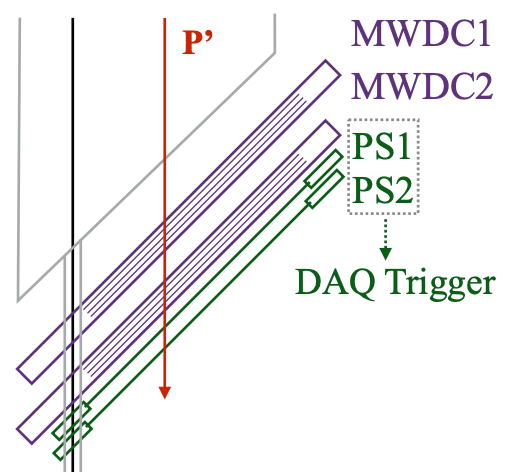 P’
MWDC1
MWDC2
PS1
PS2
DAQ Trigger